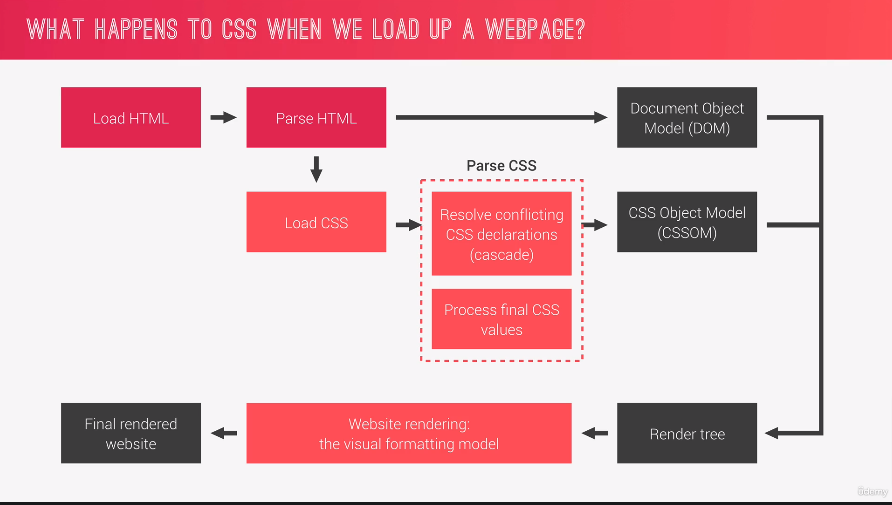 WHAT HAPPENS TO CSS WHEN WE LOAD UP A WEBPAGE?
Load HTML
Parse HTML
Document Object
Model (DOM)
Parse CSS
Load CSS
Resolve conflicting
CSS declarations
(cascade)
Process final CSS
values
CSS Object Model
(CSSOM)
Final rendered
website
Website rendering:
the visual formatting model
Render tree
ûdemy